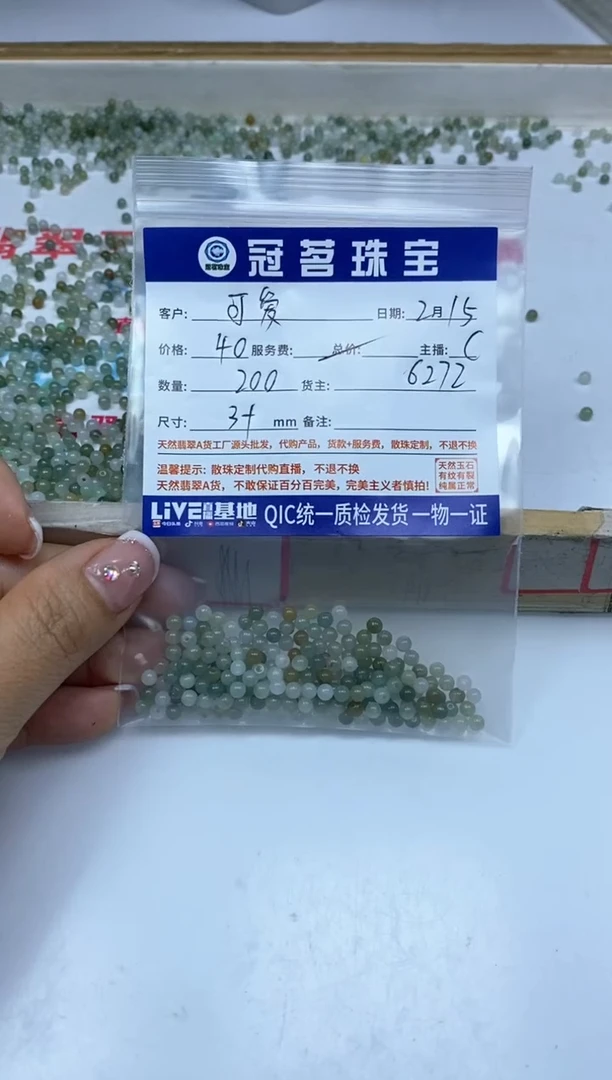 冠茗珠宝
客户: 可爱 日期: 2月15
价格: 40 服务费: 总价: 主播: C
数量: 200 货主: 6272
尺寸: 3+ mm 备注:
天然翡翠A货工厂源头批发，代购产品，货款+服务费，散珠定制，不退不换
温馨提示: 散珠定制代购直播，不退不换
天然翡翠A货，不敢保证百分百完美，完美主义者慎拍!
天然玉石
有纹有裂
纯属正常
LIVE直播基地 QIC统一质检发货 一物一证